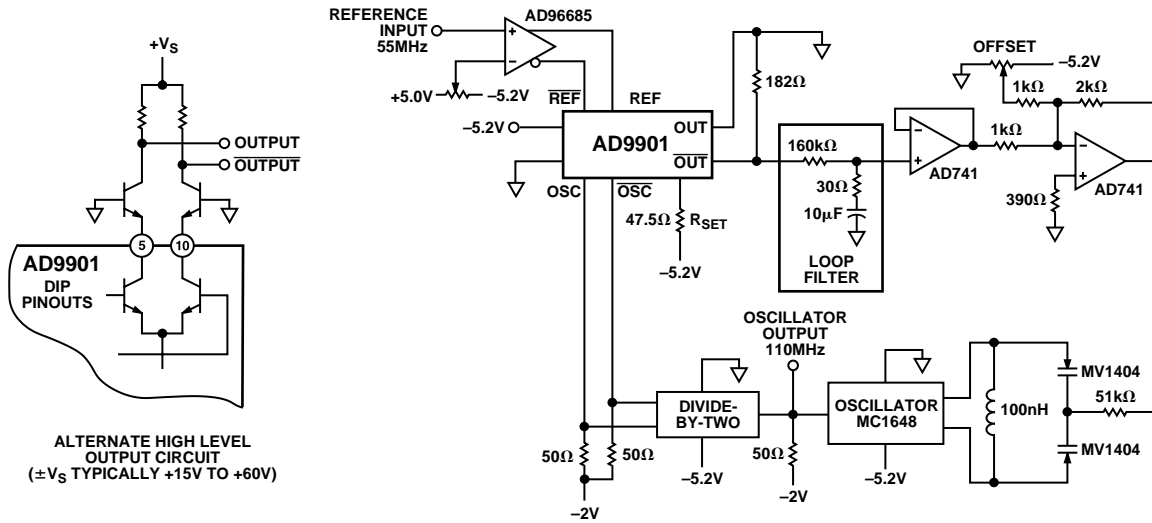 +VS
OUTPUT
OUTPUT
5
10
AD9901
DIP
PINOUTS
ALTERNATE HIGH LEVEL
OUTPUT CIRCUIT
(±VS TYPICALLY +15V TO +60V)
REFERENCE
INPUT
55MHz
AD96685
+
–
+5.0V
–5.2V
REF
REF
–5.2V
AD9901
OUT
OUT
OSC
OSC
182Ω
47.5Ω
RSET
–5.2V
160kΩ
30Ω
10µF
LOOP
FILTER
–
+
AD741
OFFSET
–5.2V
1kΩ
2kΩ
1kΩ
–
+
AD741
390Ω
OSCILLATOR
OUTPUT
110MHz
DIVIDE-
BY-TWO
–5.2V
OSCILLATOR
MC1648
–5.2V
50Ω
50Ω
–2V
50Ω
–2V
100nH
MV1404
51kΩ
MV1404